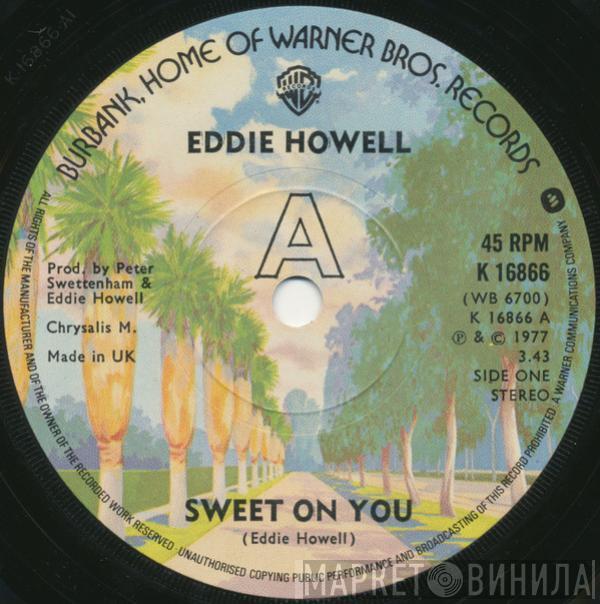 K·16866·A1
BURBANK, HOME OF WARNER BROS. RECORDS
EDDIE HOWELL
A
Prod. by Peter
Swettenham &
Eddie Howell
Chrysalis M.
Made in UK
45 RPM
K 16866
(WB 6700)
K 16866 A
℗ & © 1977
3.43
SIDE ONE
STEREO
SWEET ON YOU
(Eddie Howell)
ALL RIGHTS OF THE MANUFACTURER AND OF THE OWNER OF THE RECORDED WORK RESERVED · UNAUTHORISED COPYING PUBLIC PERFORMANCE AND BROADCASTING OF THIS RECORD PROHIBITED A WARNER COMMUNICATIONS COMPANY
МАРКЕТ ВИНИЛА